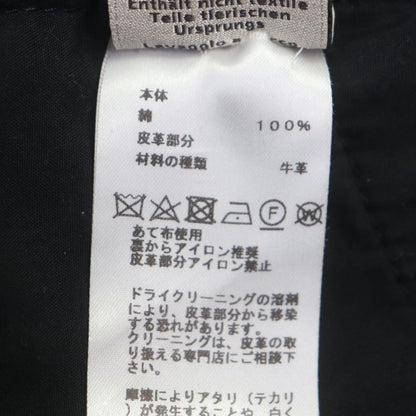 Enthält nicht textile
Teile tierischen
Ursprungs
本体
綿 100%
皮革部分
材料の種類 牛革
F W
あて布使用
裏からアイロン推奨
皮革部分アイロン禁止
ドライクリーニングの溶剤
により、皮革部分から移染
する恐れがあります。
クリーニングは、皮革の取
り扱える専門店にご相談下
さい。
摩擦によりアタリ（テカリ
）が発生することや、白く